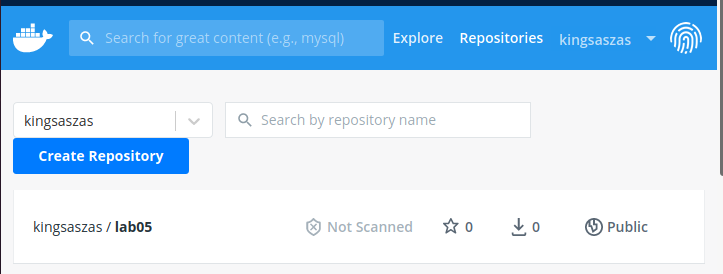 Search for great content (e.g., mysql) Explore Repositories kingsaszas
kingsaszas Search by repository name
Create Repository
kingsaszas / lab05 Not Scanned 0 0 Public